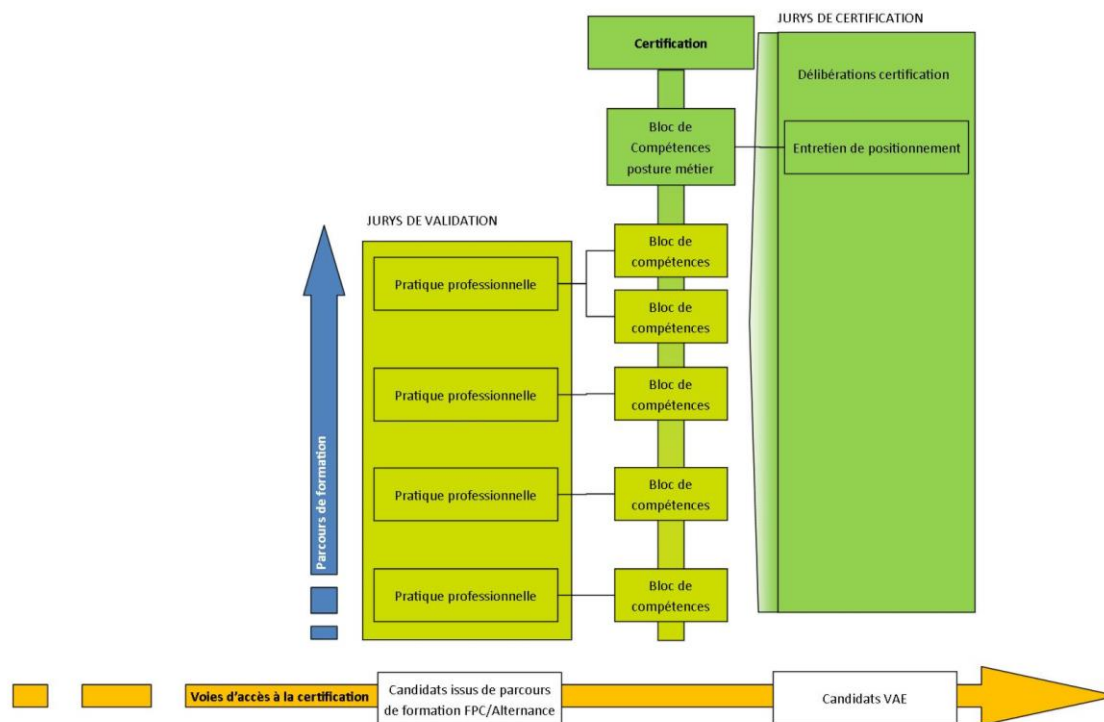 JURYS DE CERTIFICATION
Certification
Délibérations certification
Bloc de
Compétences
posture métier
Entretien de positionnement
JURYS DE VALIDATION
Pratique professionnelle
Bloc de
compétences
Bloc de
compétences
Pratique professionnelle
Bloc de
compétences
Pratique professionnelle
Bloc de
compétences
Pratique professionnelle
Bloc de
compétences
Parcours de formation
Voies d'accès à la certification
Candidats issus de parcours
de formation FPC/Alternance
Candidats VAE